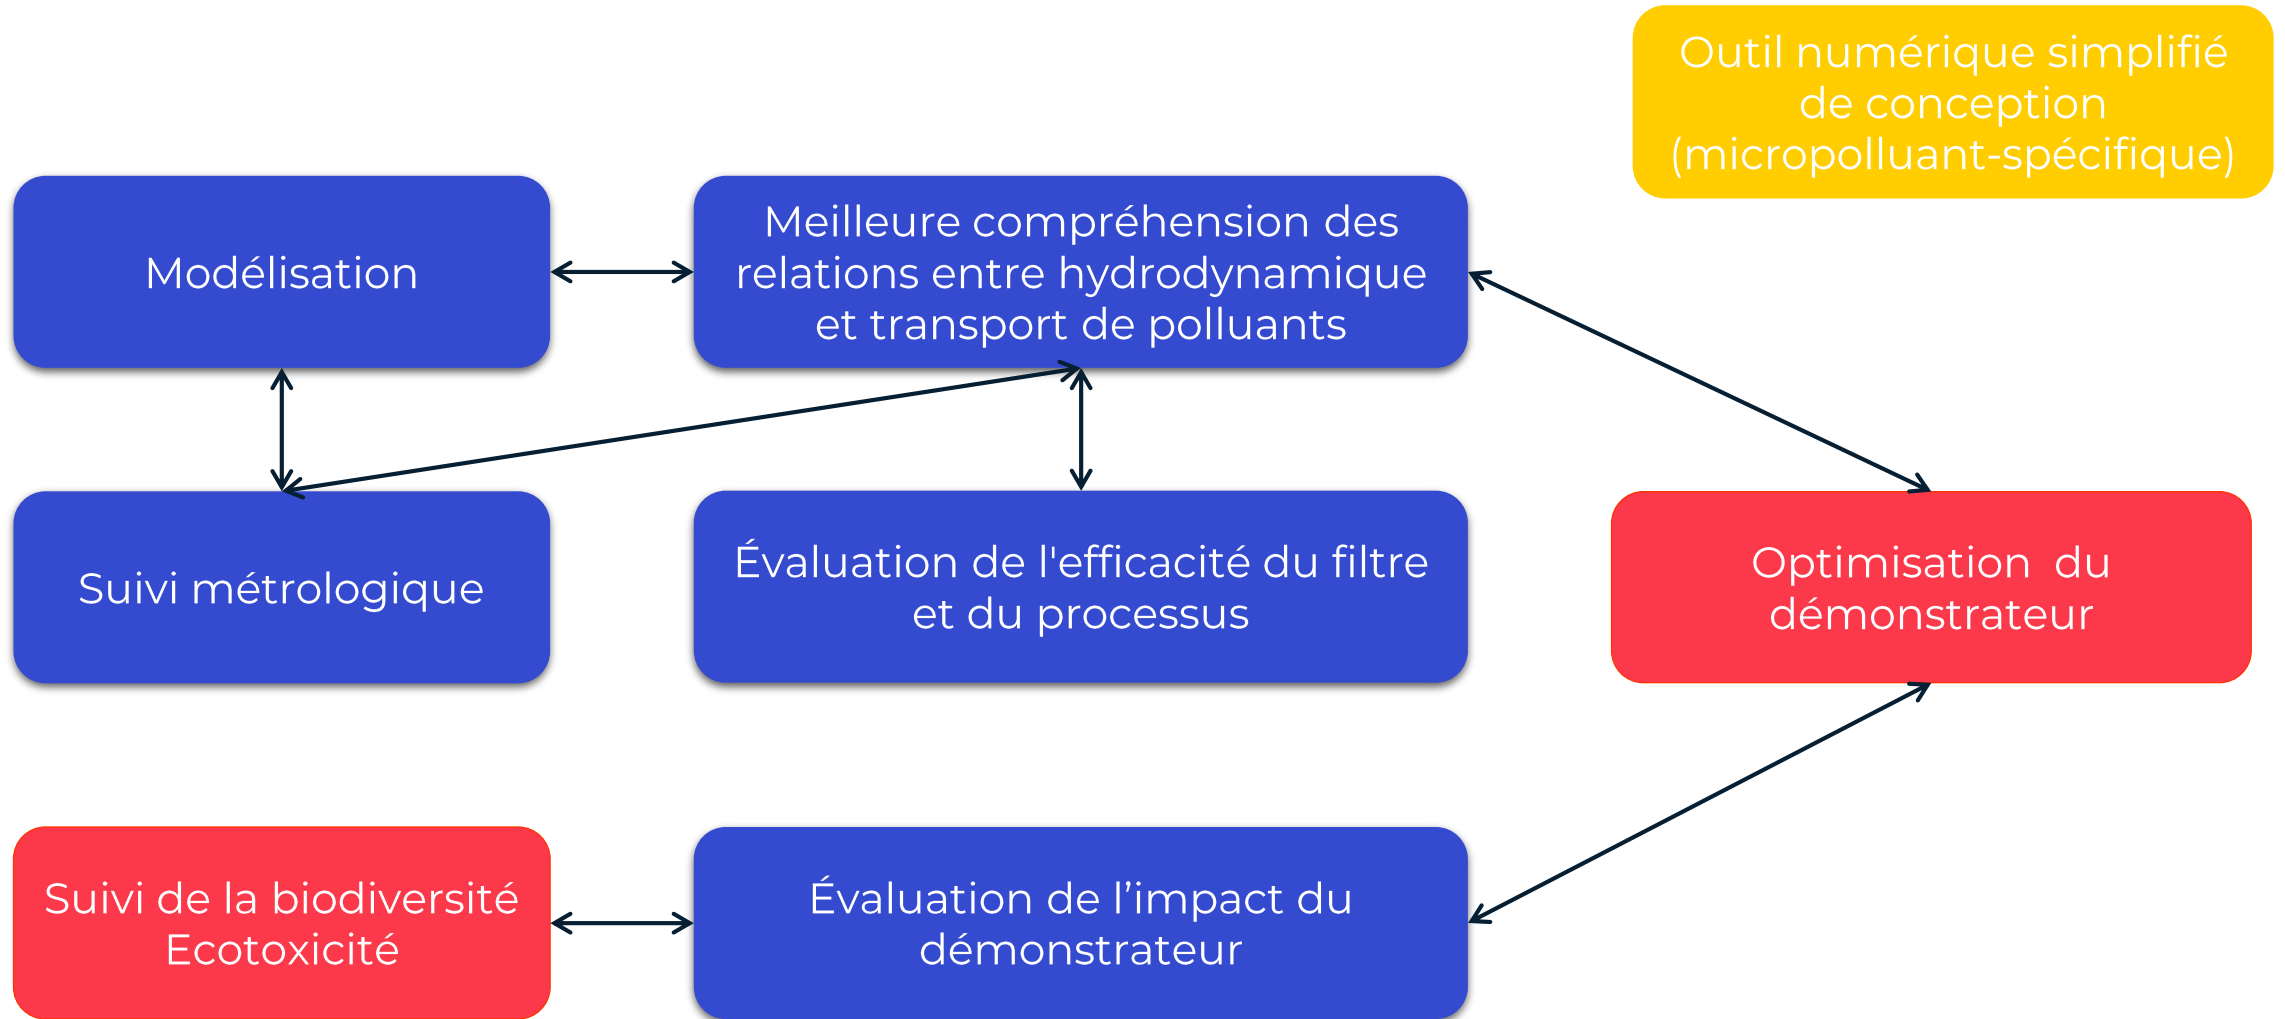 Outil numérique simplifié
de conception
(micropolluant-spécifique)
Modélisation
Meilleure compréhension des
relations entre hydrodynamique
et transport de polluants
Suivi métrologique
Évaluation de l'efficacité du filtre
et du processus
Optimisation  du
démonstrateur
Suivi de la biodiversité
Ecotoxicité
Évaluation de l’impact du
démonstrateur